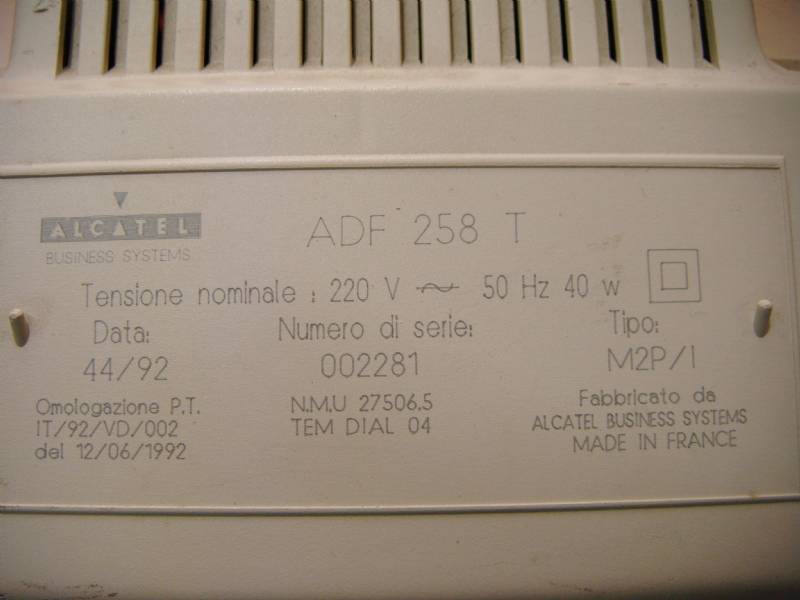 ALCATEL
BUSINESS SYSTEMS
ADF 258 T
Tensione nominale : 220 V ~ 50 Hz 40 w
Data:
44/92
Numero di serie:
002281
Tipo:
M2P/I
Omologazione P.T.
IT/92/VD/002
del 12/06/1992
N.M.U 27506.5
TEM DIAL 04
Fabbricato da
ALCATEL BUSINESS SYSTEMS
MADE IN FRANCE